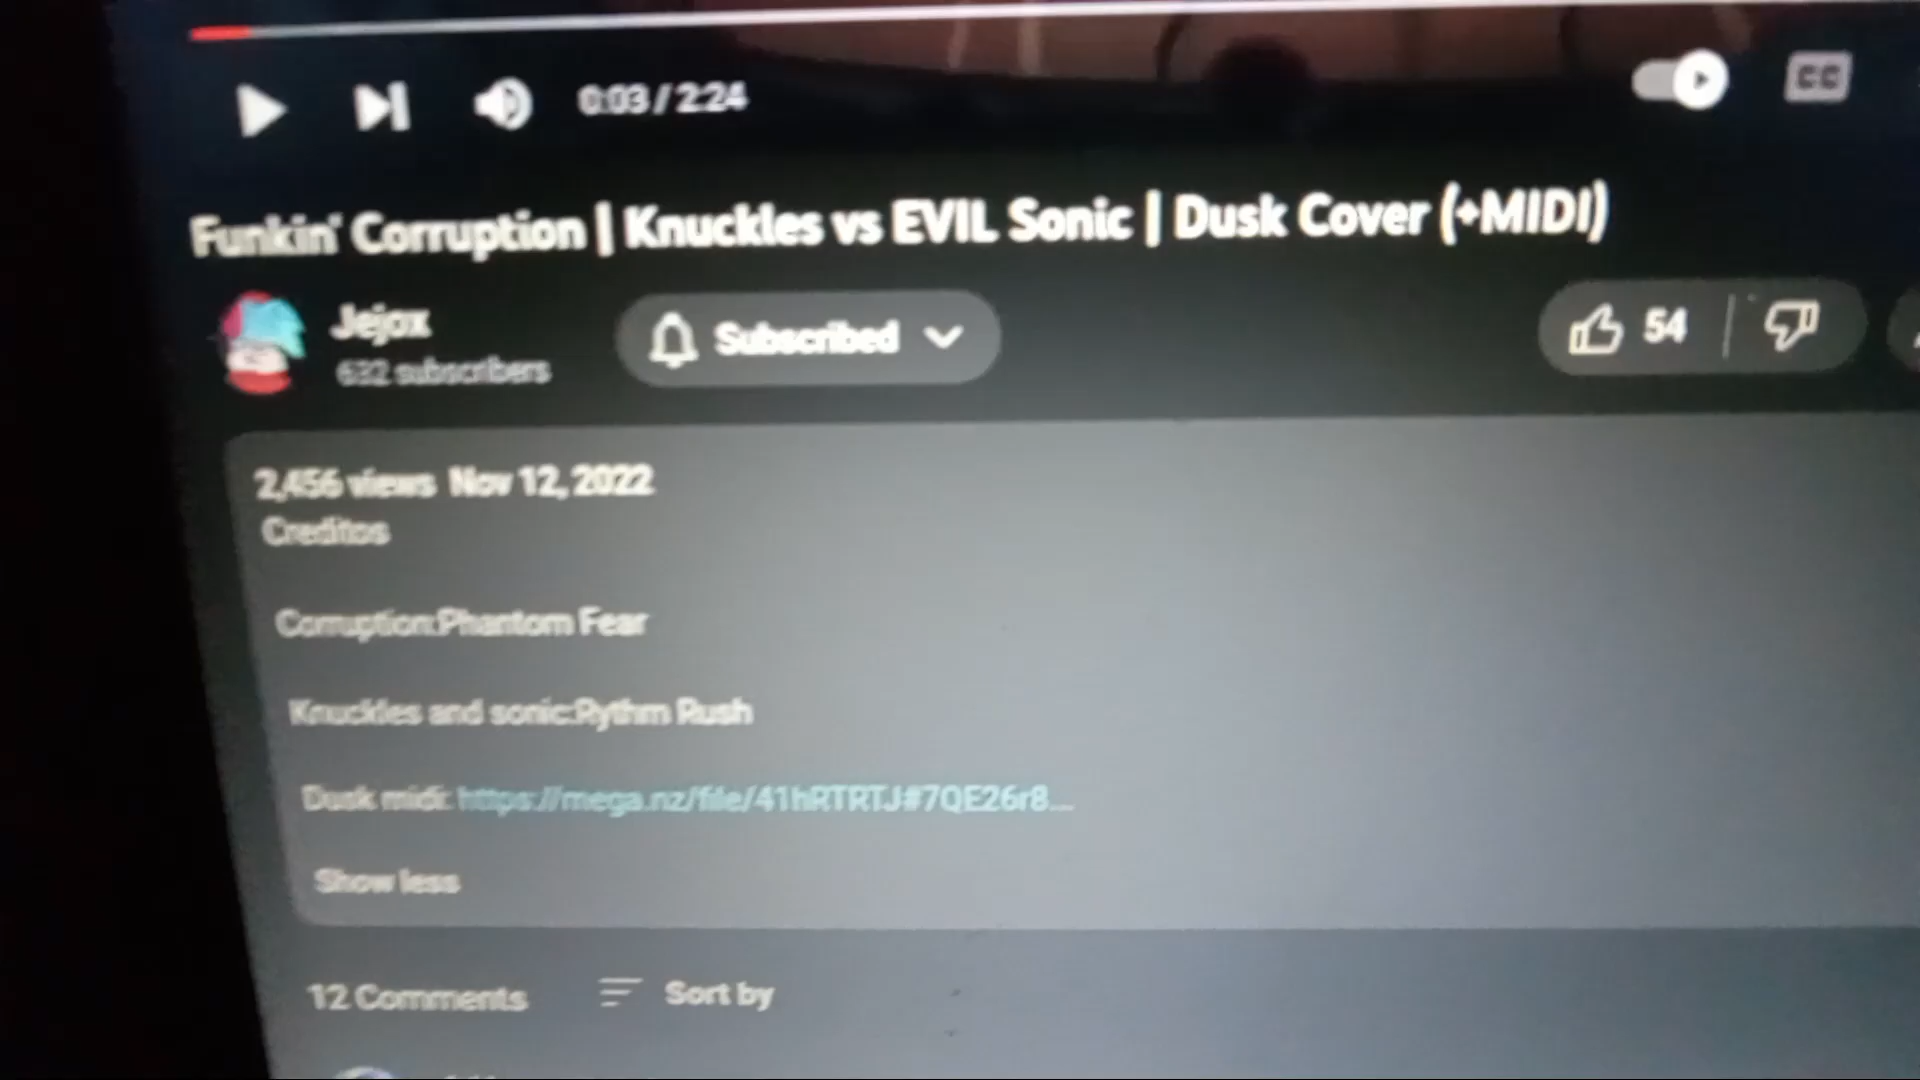 0:03 / 2:24
CC
Funkin' Corruption | Knuckles vs EVIL Sonic | Dusk Cover (+MIDI)
Jejox
632 subscribers
Subscribed
54
2,456 views Nov 12, 2022
Creditos
Corruption:Phantom Fear
Knuckles and sonic:Rythm Rush
Dusk midi: https://mega.nz/file/41hRTRTJ#7QE26r8...
Show less
12 Comments
Sort by